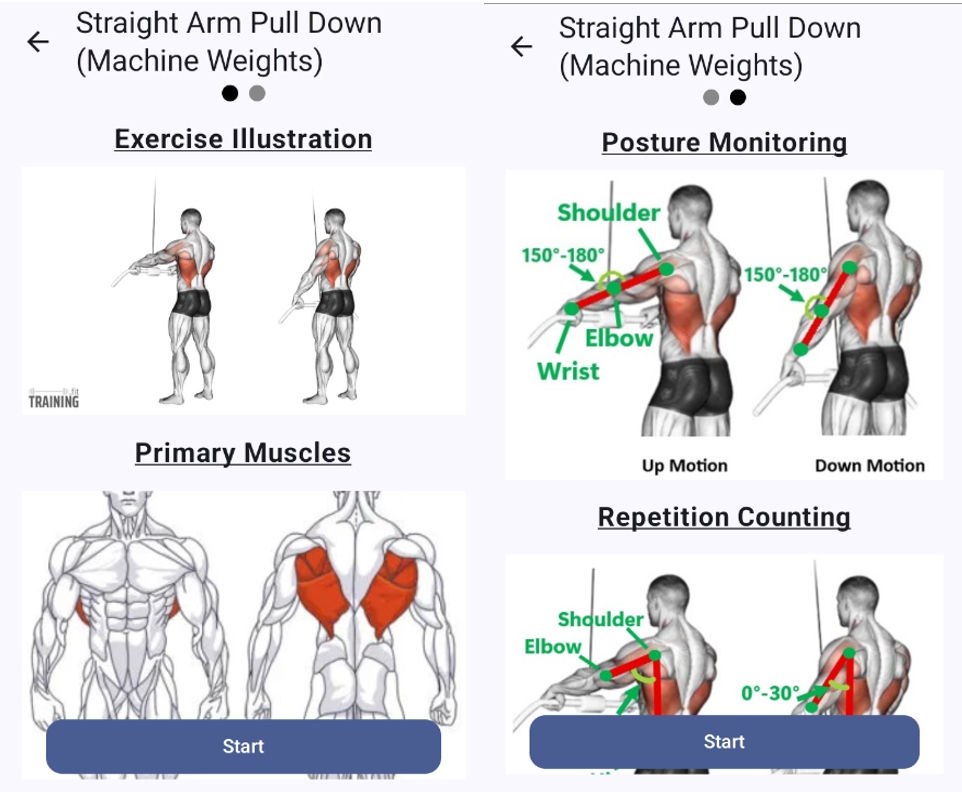 Straight Arm Pull Down
(Machine Weights)
Exercise Illustration
TRAINING
Primary Muscles
Start
Straight Arm Pull Down
(Machine Weights)
Posture Monitoring
Shoulder
150°-180°
150°-180°
Elbow
Wrist
Up Motion
Down Motion
Repetition Counting
Shoulder
Elbow
0°-30°
Start